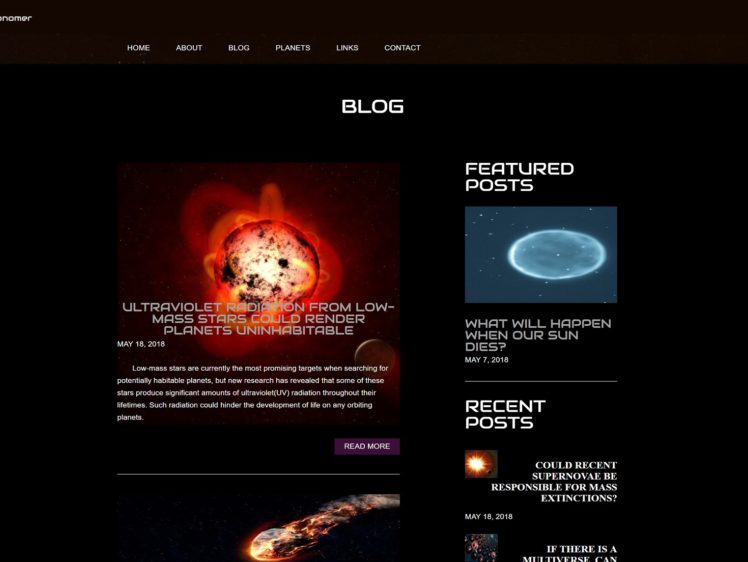 HOME ABOUT BLOG PLANETS LINKS CONTACT
BLOG
ULTRAVIOLET RADIATION FROM LOW-
MASS STARS COULD RENDER
PLANETS UNINHABITABLE
MAY 18, 2018
Low-mass stars are currently the most promising targets when searching for
potentially habitable planets, but new research has revealed that some of these
stars produce significant amounts of ultraviolet(UV) radiation throughout their
lifetimes. Such radiation could hinder the development of life on any orbiting
planets.
READ MORE
FEATURED
POSTS
WHAT WILL HAPPEN
WHEN OUR SUN
DIES?
MAY 7, 2018
RECENT
POSTS
COULD RECENT
SUPERNOVAE BE
RESPONSIBLE FOR MASS
EXTINCTIONS?
MAY 18, 2018
IF THERE IS A
MULTIVERSE, CAN